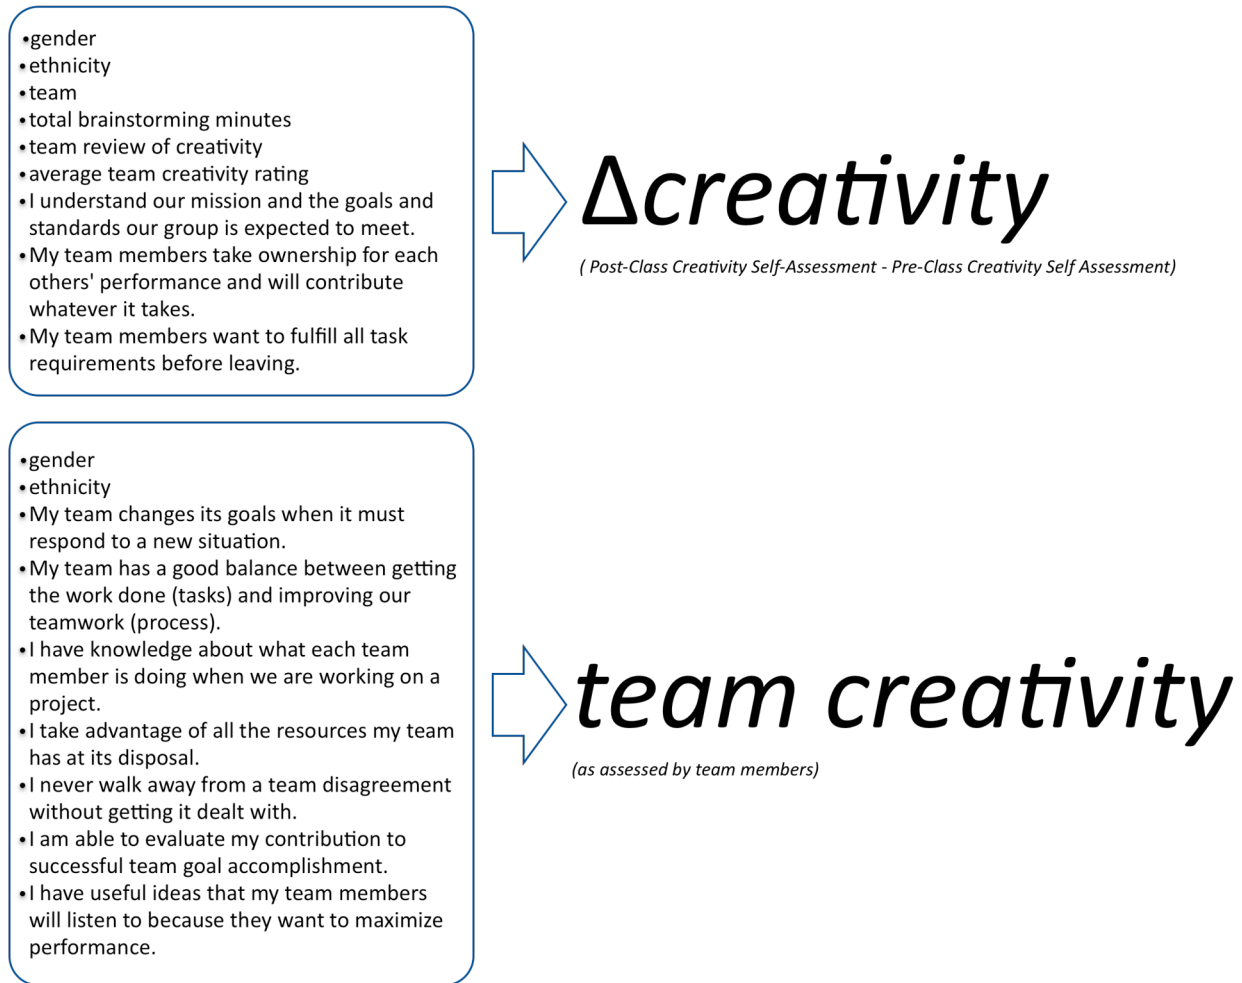 •gender
•ethnicity
•team
•total brainstorming minutes
•team review of creativity
•average team creativity rating
•I understand our mission and the goals and
standards our group is expected to meet.
•My team members take ownership for each
others' performance and will contribute
whatever it takes.
•My team members want to fulfill all task
requirements before leaving.
Δcreativity
( Post-Class Creativity Self-Assessment - Pre-Class Creativity Self Assessment)
•gender
•ethnicity
•My team changes its goals when it must
respond to a new situation.
•My team has a good balance between getting
the work done (tasks) and improving our
teamwork (process).
•I have knowledge about what each team
member is doing when we are working on a
project.
•I take advantage of all the resources my team
has at its disposal.
•I never walk away from a team disagreement
without getting it dealt with.
•I am able to evaluate my contribution to
successful team goal accomplishment.
•I have useful ideas that my team members
will listen to because they want to maximize
performance.
team creativity
(as assessed by team members)